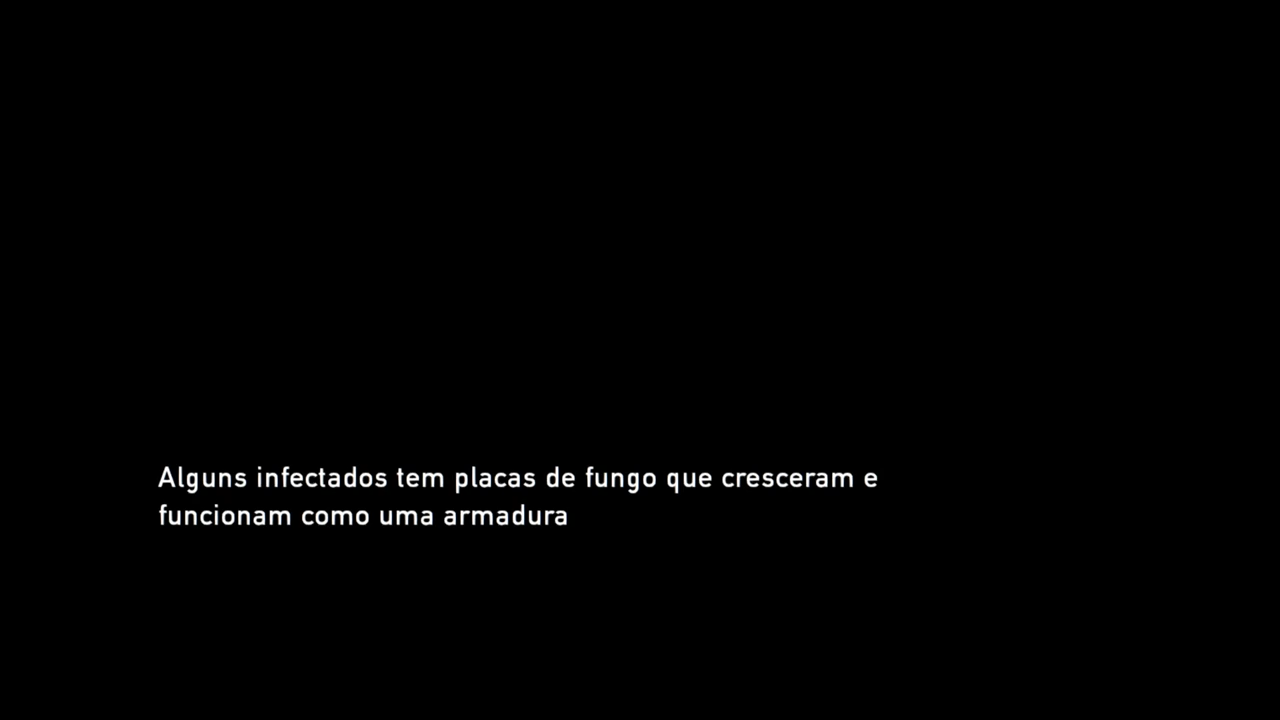 Alguns infectados tem placas de fungo que cresceram e
funcionam como uma armadura